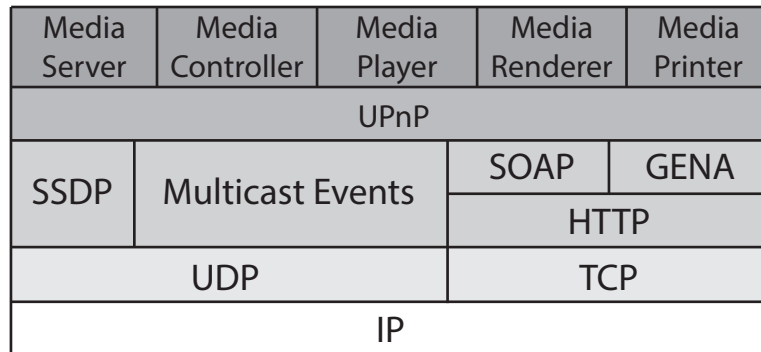 Media Server
Media Controller
Media Player
Media Renderer
Media Printer
UPnP
SSDP
Multicast Events
SOAP
GENA
HTTP
UDP
TCP
IP